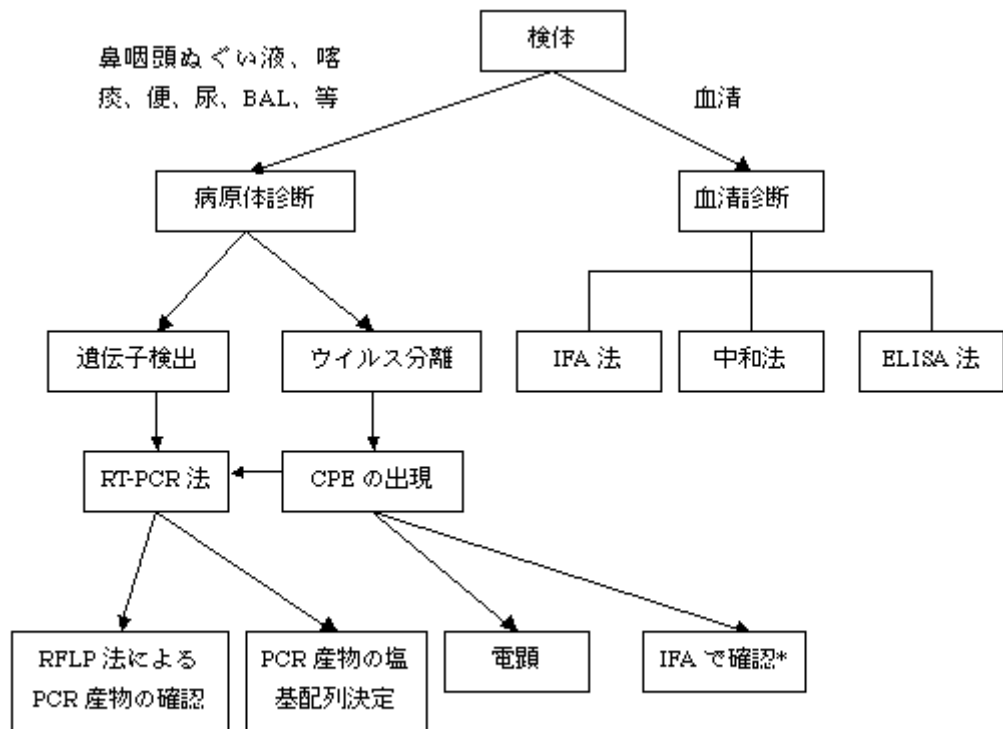 検体
鼻咽頭ぬぐい液、喀
痰、便、尿、BAL、等
血清
病原体診断
血清診断
遺伝子検出
ウイルス分離
IFA 法
中和法
ELISA 法
RT-PCR 法
CPE の出現
RFLP 法による
PCR 産物の確認
PCR 産物の塩
基配列決定
電顕
IFA で確認*